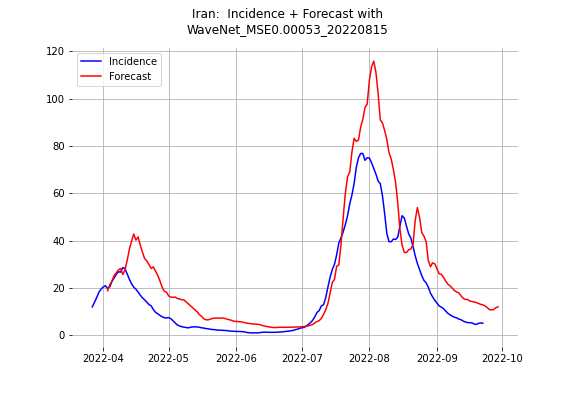 Iran:  Incidence + Forecast with
WaveNet_MSE0.00053_20220815
Incidence
Forecast
120
100
80
60
40
20
0
2022-04 2022-05 2022-06 2022-07 2022-08 2022-09 2022-10